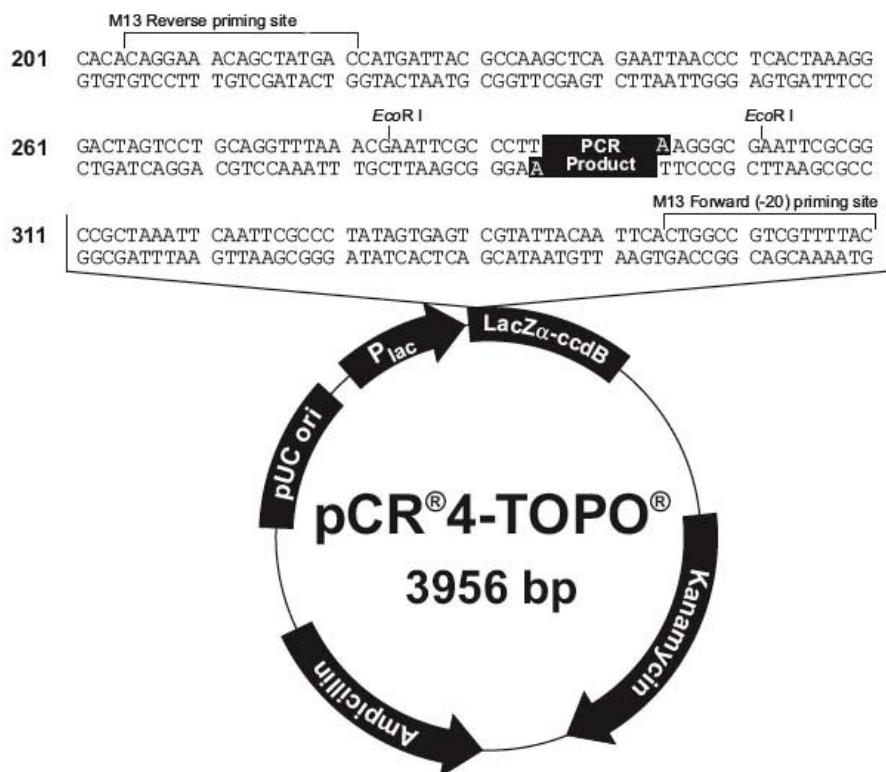 M13 Reverse priming site
201 CACACAGGAA ACAGCTATGA CCATGATTAC GCCAAGCTCA GAATTAACCC TCACTAAAGG
GTGTGTCCTT TGTCGATACT GGTACTAATG CGGTTCGAGT CTTAATTGGG AGTGATTTCC
EcoR I EcoR I
261 GACTAGTCCT GCAGGTTTAA ACGAATTCGC CCTT PCR A AGGGC GAATTCGCGG
CTGATCAGGA CGTCCAAATT TGCTTAAGCG GGAA Product TTCCCG CTTAAGCGCC
M13 Forward (-20) priming site
311 CCGCTAAATT CAATTCGCCC TATAGTGAGT CGTATTACAA TTCACTGGCC GTCGTTTTAC
GGCGATTTAA GTTAAGCGGG ATATCACTCA GCATAATGTT AAGTGACCGG CAGCAAAATG
Plac
LacZα-ccdB
pUC ori
pCR®4-TOPO®
3956 bp
Kanamycin
Ampicillin